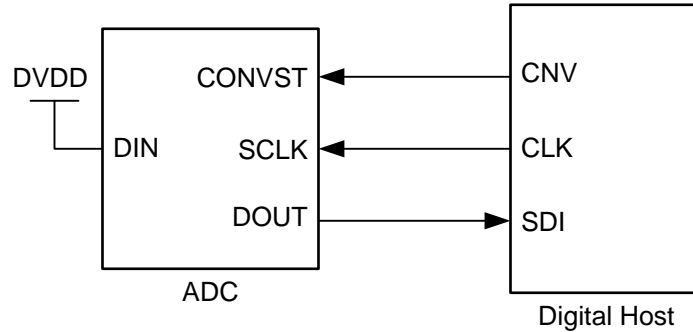 DVDD
CONVST
CNV
DIN
SCLK
CLK
DOUT
SDI
ADC
Digital Host